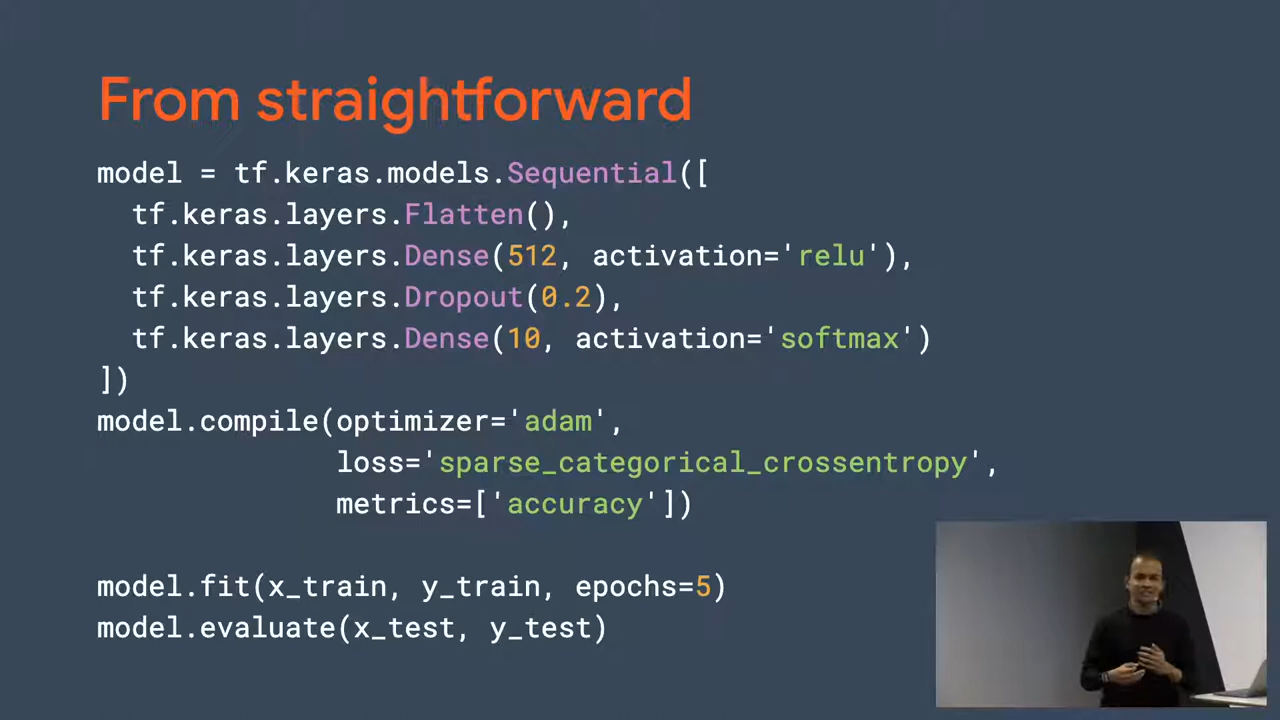 From straightforward
model = tf.keras.models.Sequential([
  tf.keras.layers.Flatten(),
  tf.keras.layers.Dense(512, activation='relu'),
  tf.keras.layers.Dropout(0.2),
  tf.keras.layers.Dense(10, activation='softmax')
])
model.compile(optimizer='adam',
              loss='sparse_categorical_crossentropy',
              metrics=['accuracy'])
model.fit(x_train, y_train, epochs=5)
model.evaluate(x_test, y_test)